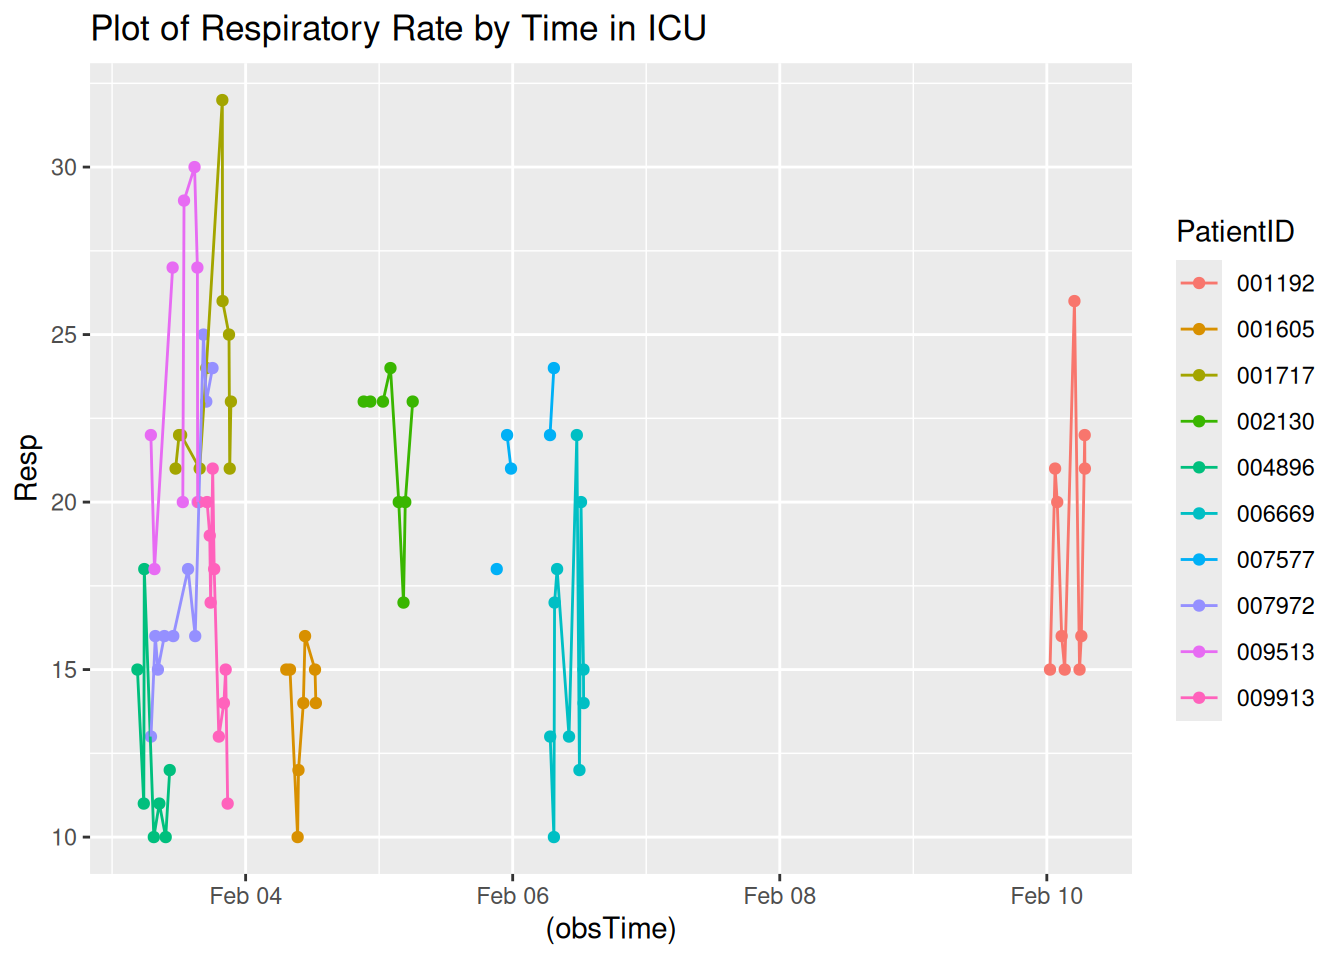 Plot of Respiratory Rate by Time in ICU
Resp
30
25
20
15
10
Feb 04
Feb 06
Feb 08
Feb 10
(obsTime)
PatientID
001192
001605
001717
002130
004896
006669
007577
007972
009513
009913